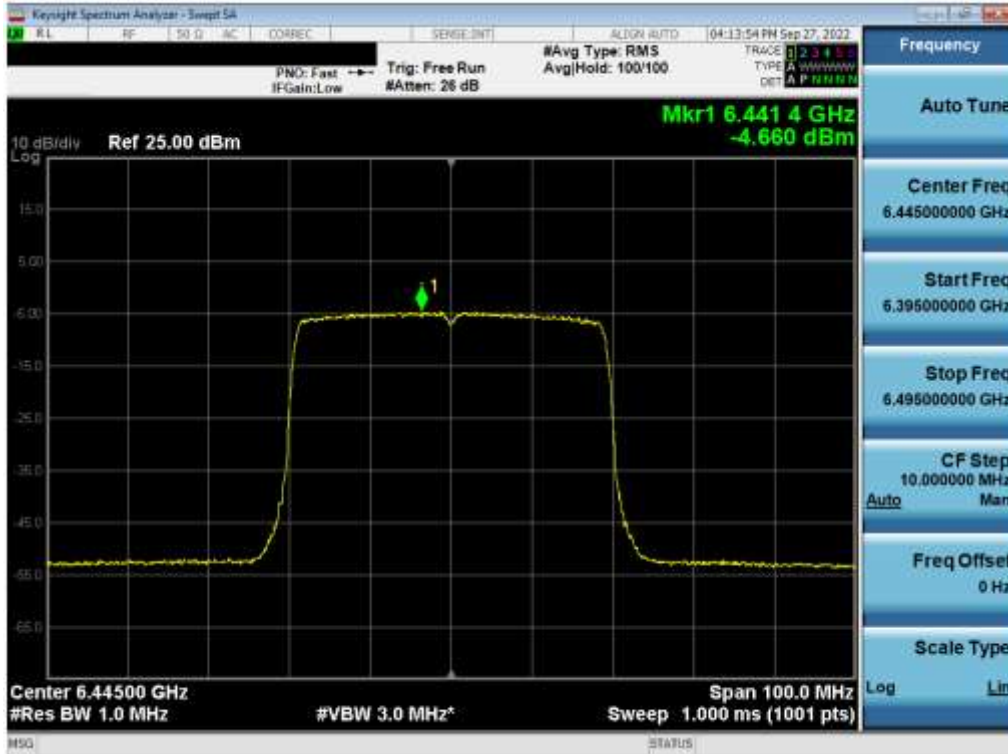 Keysight Spectrum Analyzer - Swept SA
RL RF 50 Ω AC CORREC SENSE:INT ALIGN AUTO 04:13:54 PM Sep 27, 2022
PNO: Fast
IFGain:Low
Trig: Free Run
#Atten: 26 dB
#Avg Type: RMS
Avg|Hold: 100/100
TRACE 1 2 3 4 5 6
TYPE A WWWWW
DET A P N N N N
Mkr1 6.441 4 GHz
-4.660 dBm
10 dB/div Ref 25.00 dBm
Log
15.0
5.00
-5.00
-15.0
-25.0
-35.0
-45.0
-55.0
-65.0
1
Center 6.44500 GHz
#Res BW 1.0 MHz
#VBW 3.0 MHz*
Span 100.0 MHz
Sweep 1.000 ms (1001 pts)
MSG
STATUS
Frequency
Auto Tune
Center Freq
6.445000000 GHz
Start Freq
6.395000000 GHz
Stop Freq
6.495000000 GHz
CF Step
10.000000 MHz
Auto Man
Freq Offset
0 Hz
Scale Type
Log Lin